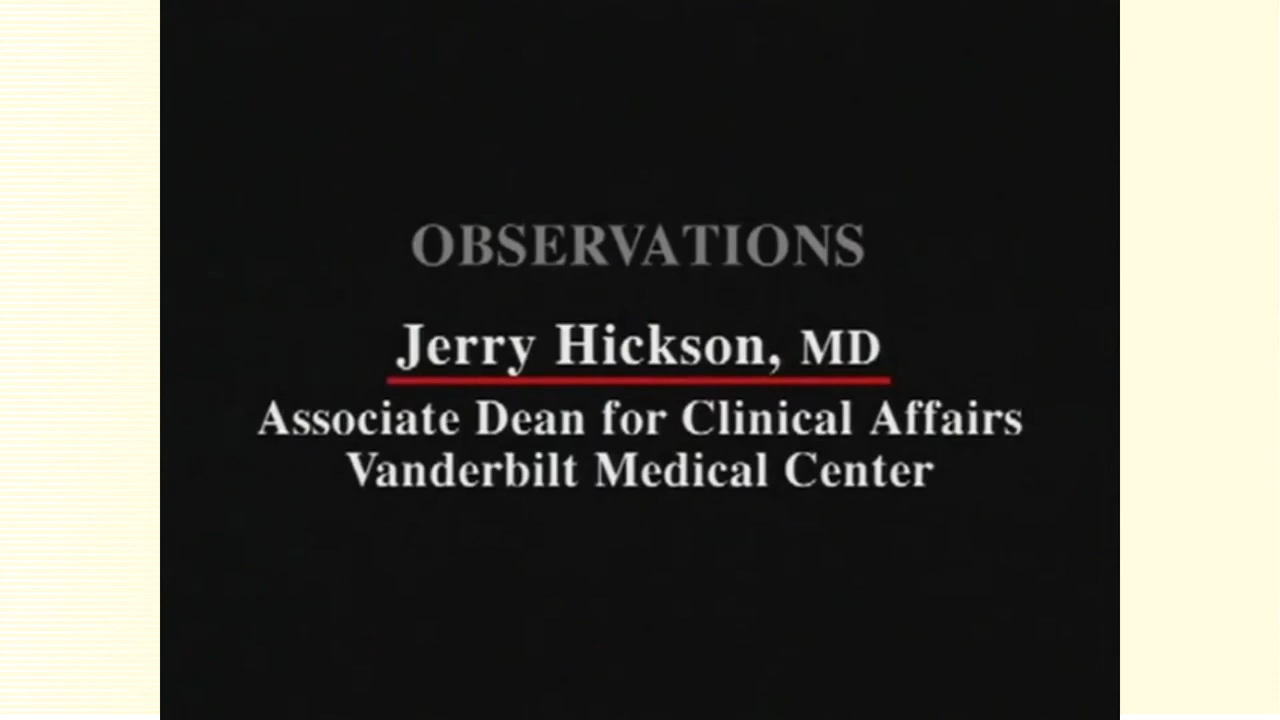 OBSERVATIONS
Jerry Hickson, MD
Associate Dean for Clinical Affairs
Vanderbilt Medical Center